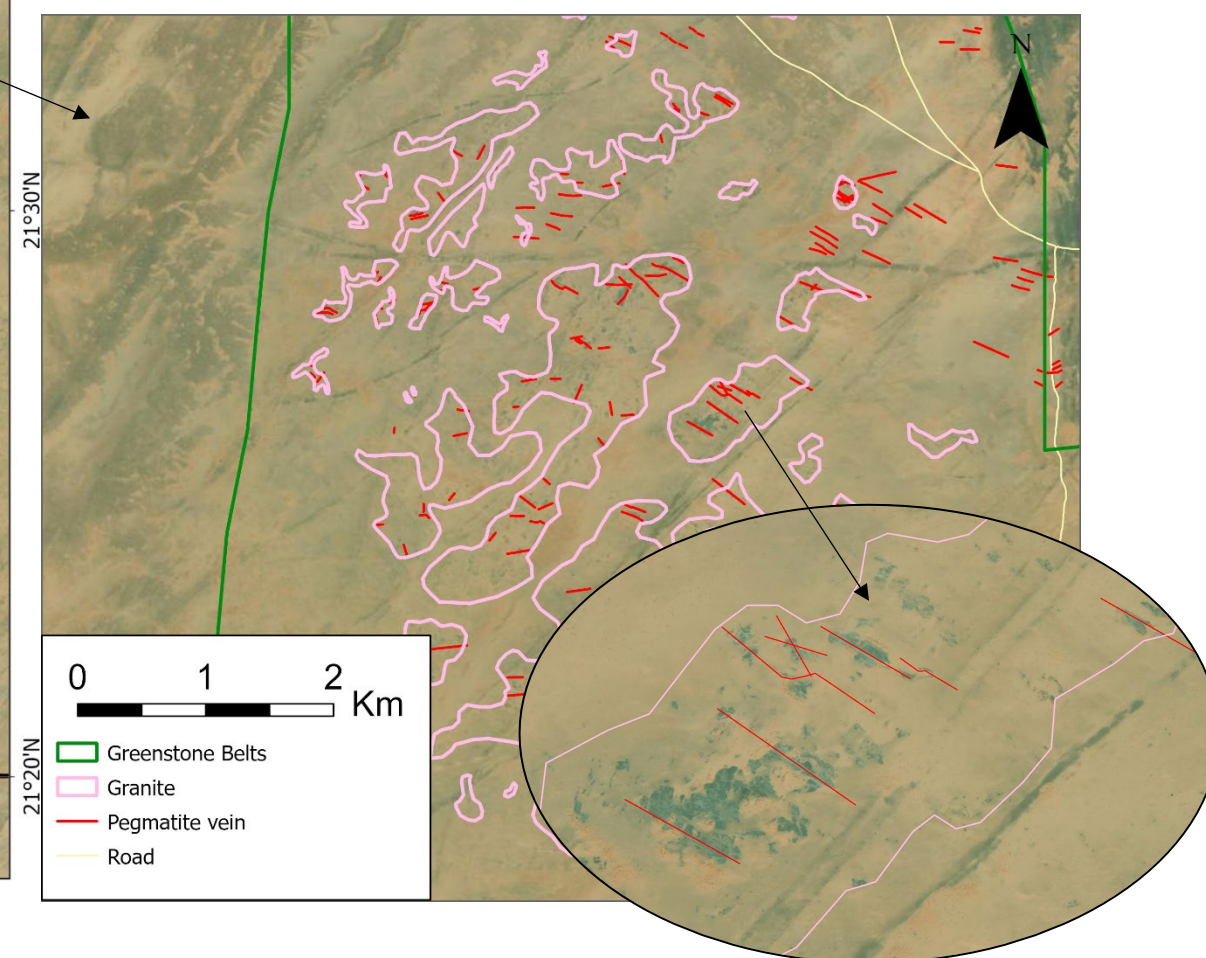 N
21°30'N
21°20'N
0 1 2 Km
Greenstone Belts
Granite
Pegmatite vein
Road